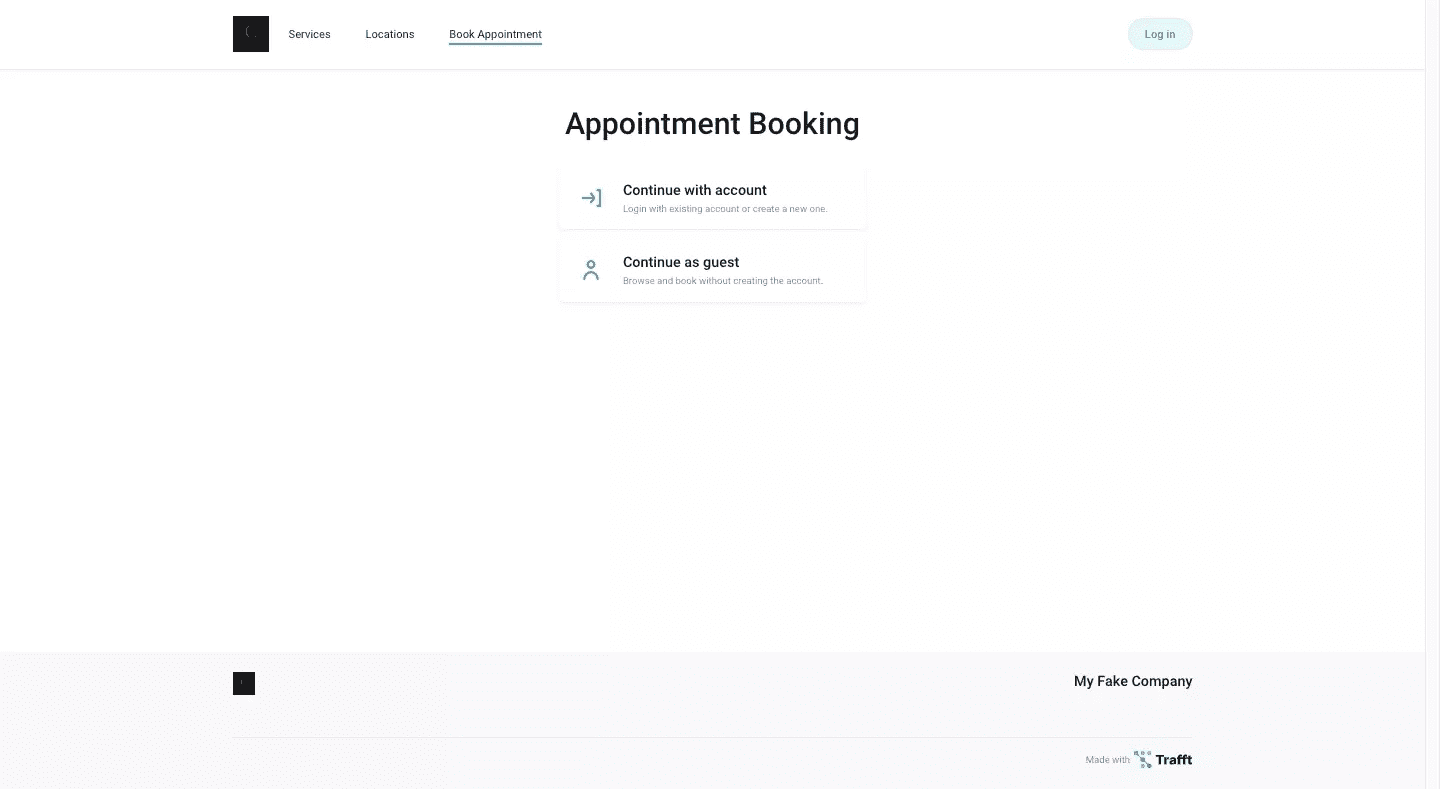 Services
Locations
Book Appointment
Log in
Appointment Booking
Continue with account
Login with existing account or create a new one.
Continue as guest
Browse and book without creating the account.
My Fake Company
Made with Trafft